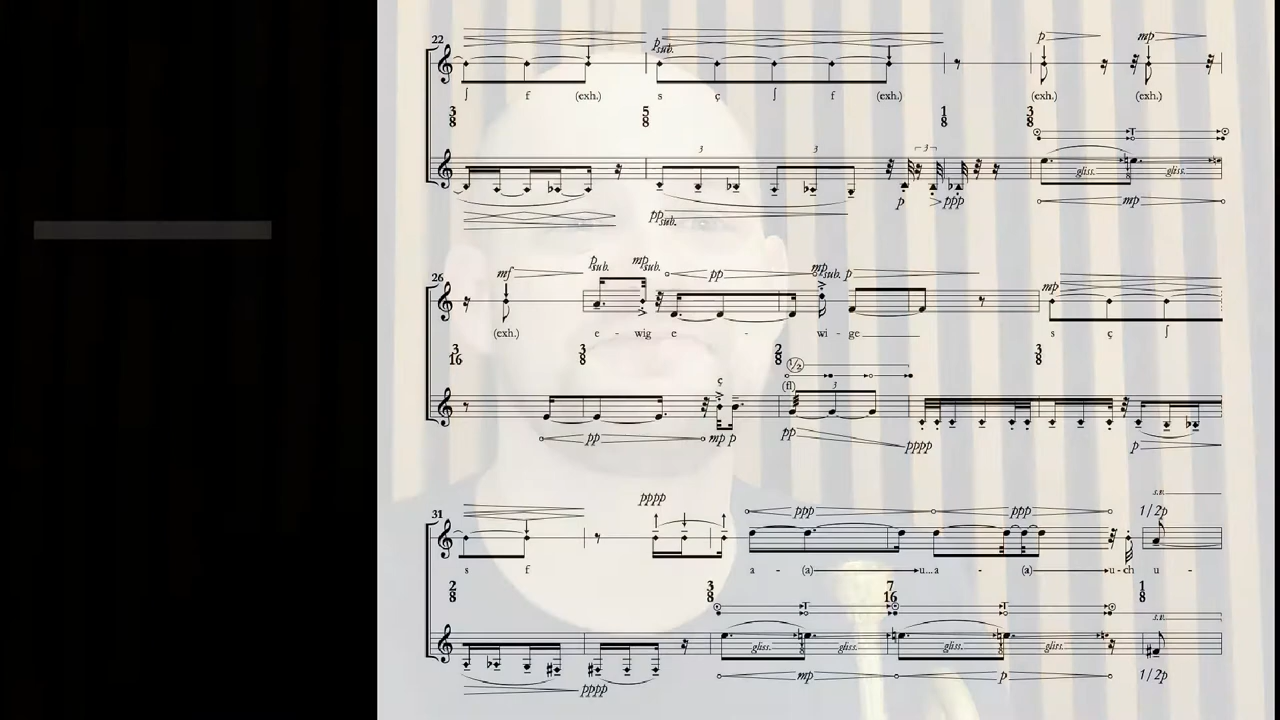 22
p sub.
p
mp
ʃ f (exh.) s ç ʃ f (exh.) (exh.) (exh.)
3 8
5 8
1 8
3 8
T
3 3 3
gliss. gliss.
pp sub. p ppp mp
26
mf p sub. mp sub. pp mp sub. p mp
(exh.) e - wig e - wi - ge s ç ʃ
3 16
3 8
2 8
3 8
1/2
ç (fl) 3
pp mp p pp pppp p
31
pppp ppp ppp s.v. 1/2p
s f a - (a) u...a - (a) u - ch u -
2 8
3 8
7 16
1 8
T T s.v.
gliss. gliss. gliss. gliss.
pppp mp p 1/2p